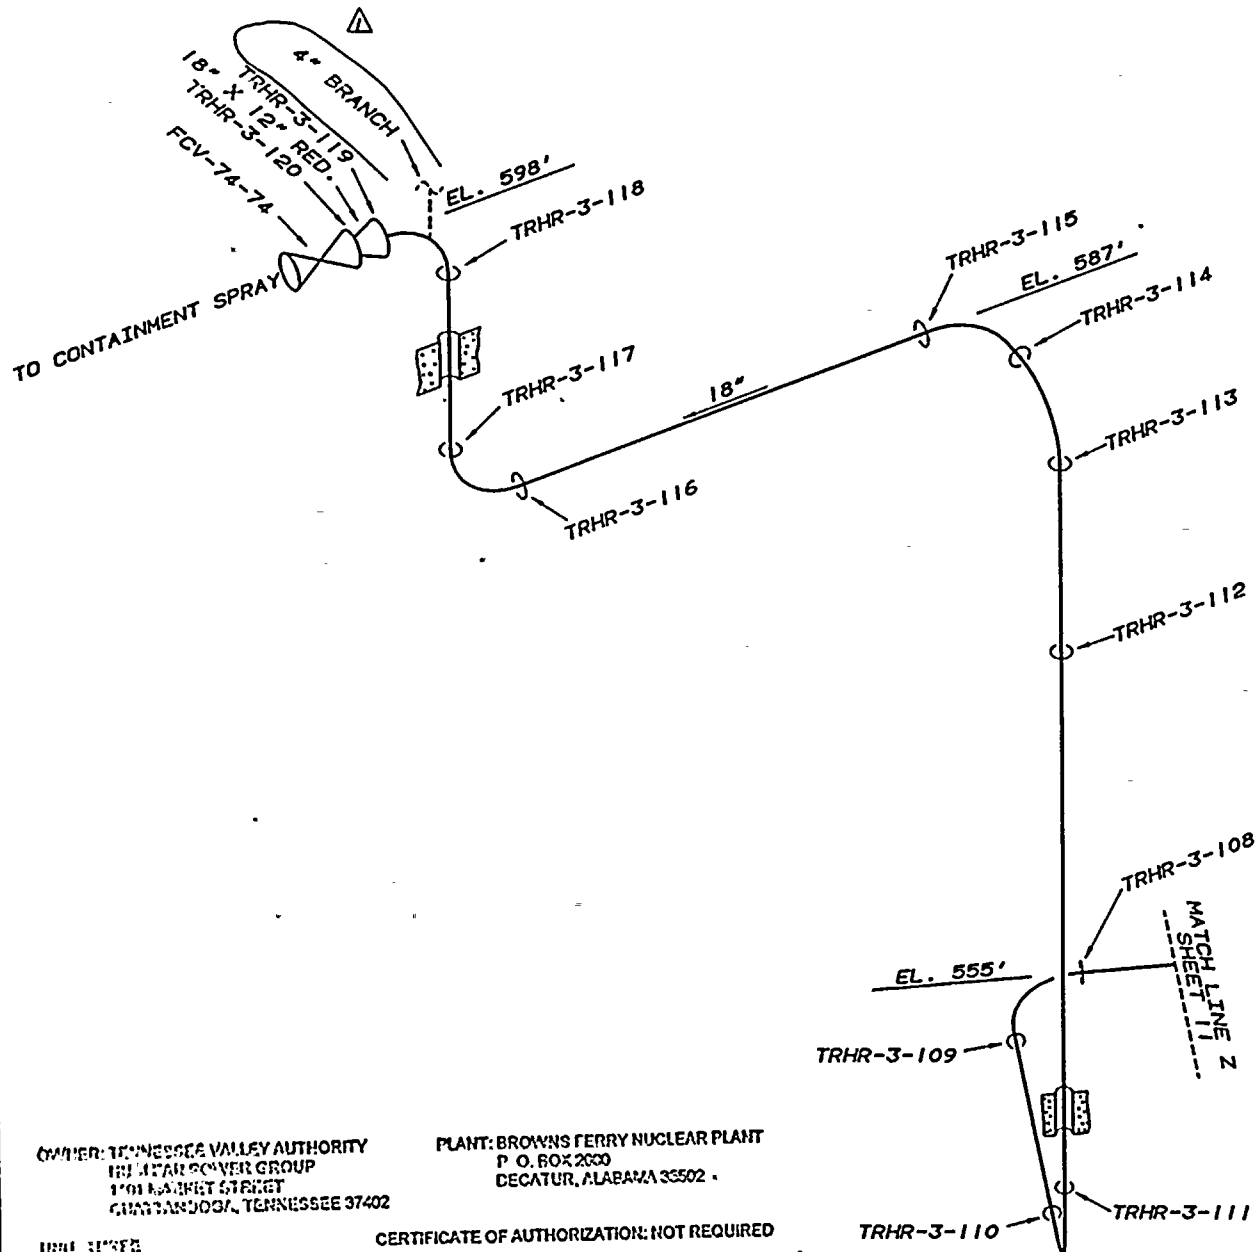 1
4" BRANCH
TRHR-3-119
18" X 12" RED.
TRHR-3-120
FCV-74-74
EL. 598'
TRHR-3-118
TO CONTAINMENT SPRAY
TRHR-3-117
TRHR-3-116
18"
TRHR-3-115
EL. 587'
TRHR-3-114
TRHR-3-113
TRHR-3-112
TRHR-3-108
MATCH LINE Z
SHEET 11
EL. 555'
TRHR-3-109
TRHR-3-110
TRHR-3-111
OWNER: TENNESSEE VALLEY AUTHORITY
POWER GROUP
STREET
CHATTANOOGA, TENNESSEE 37402
PLANT: BROWNS FERRY NUCLEAR PLANT
P.O. BOX 2000
DECATUR, ALABAMA 35502
CERTIFICATE OF AUTHORIZATION: NOT REQUIRED